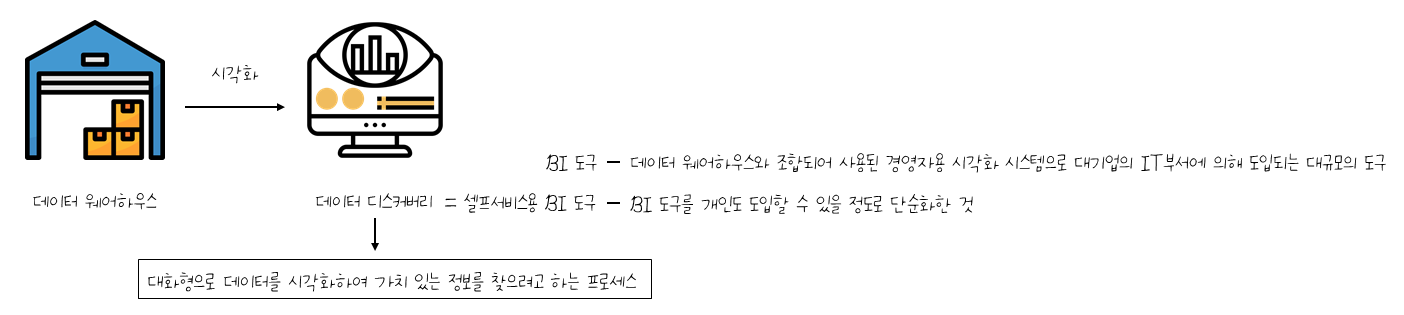 시각화
BI 도구 - 데이터 웨어하우스와 조합되어 사용된 경영자용 시각화 시스템으로 대기업의 IT부서에 의해 도입되는 대규모의 도구
데이터 웨어하우스
데이터 디스커버리 = 셀프서비스용 BI 도구 - BI 도구를 개인도 도입할 수 있을 정도로 단순화한 것
대화형으로 데이터를 시각화하여 가치 있는 정보를 찾으려고 하는 프로세스